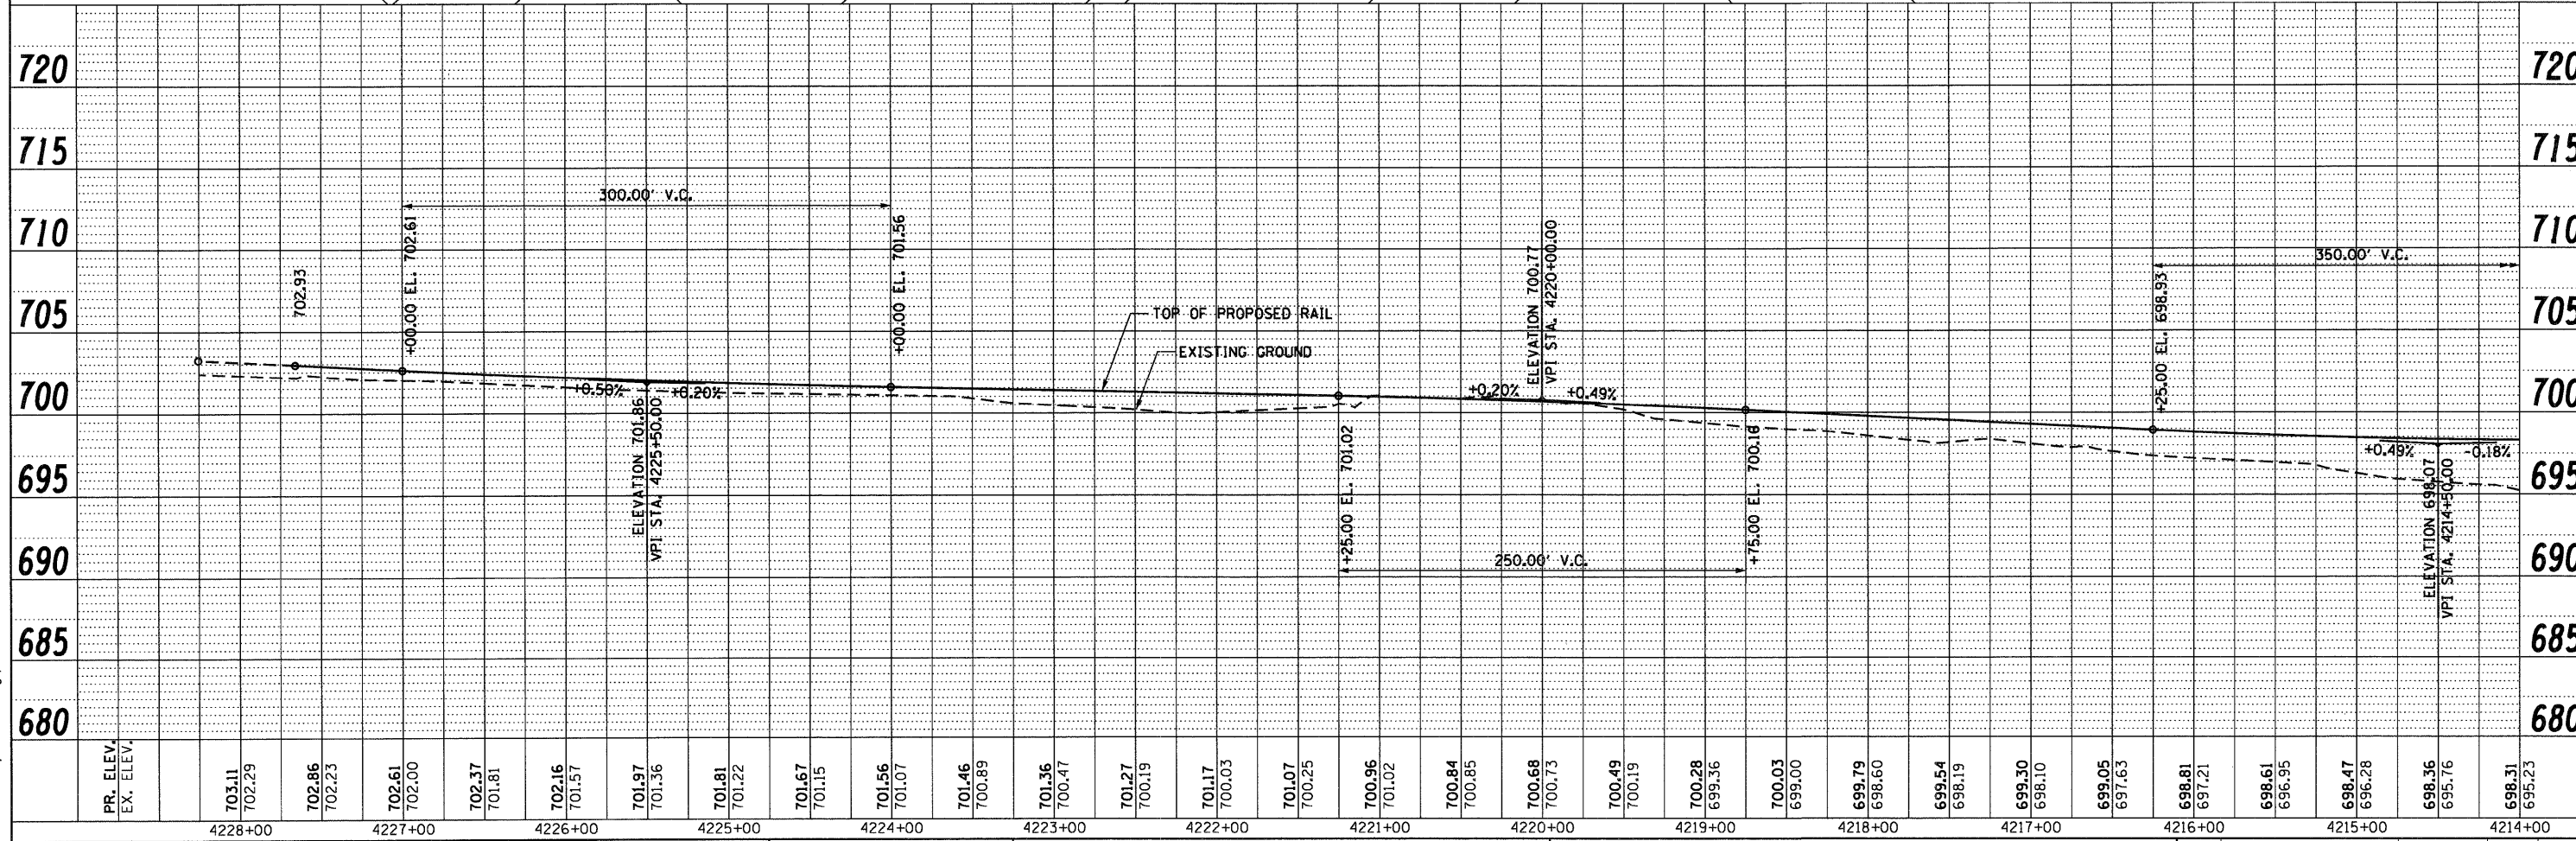 720 720
715 715
300.00' V.C.
710 710
702.93
+00.00 EL. 702.61
+00.00 EL. 701.56
ELEVATION 700.77
VPI STA. 4220+00.00
+25.00 EL. 698.93
350.00' V.C.
705 705
TOP OF PROPOSED RAIL
EXISTING GROUND
700 700
+0.50% +0.20% +0.20% +0.49%
ELEVATION 701.86
VPI STA. 4225+50.00
+25.00 EL. 701.02
+75.00 EL. 700.16
+0.49% -0.18%
ELEVATION 698.07
VPI STA. 4214+50.00
695 695
250.00' V.C.
690 690
685 685
680 680
PR. ELEV. 703.11 702.86 702.61 702.37 702.16 701.97 701.81 701.67 701.56 701.46 701.36 701.27 701.17 701.07 700.96 700.84 700.68 700.49 700.28 700.03 699.79 699.54 699.30 699.05 698.81 698.61 698.47 698.36 698.31
EX. ELEV. 702.29 702.23 702.00 701.81 701.57 701.36 701.22 701.15 701.07 700.89 700.47 700.19 700.03 700.25 701.02 700.85 700.73 700.19 699.36 699.00 698.60 698.19 698.10 697.63 697.21 696.95 696.28 695.76 695.23
4228+00 4227+00 4226+00 4225+00 4224+00 4223+00 4222+00 4221+00 4220+00 4219+00 4218+00 4217+00 4216+00 4215+00 4214+00